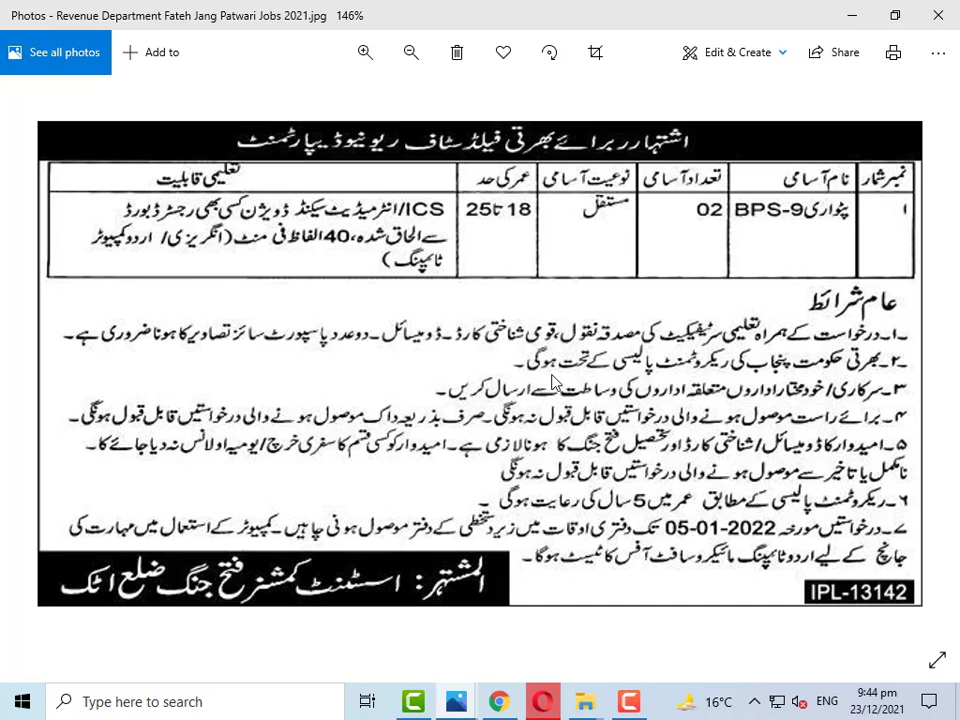 Photos - Revenue Department Fateh Jang Patwari Jobs 2021.jpg 146%
See all photos
Add to
Edit & Create
Share
اشتہار برائے بھرتی فیلڈ سٹاف ریونیو ڈیپارٹمنٹ
نمبر شمار نام آسامی تعداد آسامی نوعیت آسامی عمر کی حد تعلیمی قابلیت
۱ پٹواری BPS-9 02 مستقل 18 تا 25 ICS/انٹرمیڈیٹ سیکنڈ ڈویژن کسی بھی رجسٹرڈ بورڈ
سے الحاق شدہ، 40 الفاظ فی منٹ (انگریزی/ اردو کمپیوٹر
ٹائپنگ)
عام شرائط
۱۔ درخواست کے ہمراہ تعلیمی سرٹیفکیٹ کی مصدقہ نقول، قومی شناختی کارڈ۔ ڈومیسائل۔ دو عدد پاسپورٹ سائز تصاویر کا ہونا ضروری ہے۔
۲۔ بھرتی حکومت پنجاب کی ریکروٹمنٹ پالیسی کے تحت ہوگی۔
۳۔ سرکاری/ خودمختار اداروں متعلقہ اداروں کی وساطت سے ارسال کریں۔
۴۔ برائے راست موصول ہونے والی درخواستیں قابل قبول نہ ہونگی۔ صرف بذریعہ ڈاک موصول ہونے والی درخواستیں قابل قبول ہونگی۔
۵۔ امیدوار کا ڈومیسائل/ شناختی کارڈ اور تحصیل فتح جنگ کا ہونا لازمی ہے۔ امیدوار کو کسی قسم کا سفری خرچ/ یومیہ اولانس نہ دیا جائے گا۔
نامکمل یا تاخیر سے موصول ہونے والی درخواستیں قابل قبول نہ ہونگی
۶۔ ریکروٹمنٹ پالیسی کے مطابق عمر میں 5 سال کی رعایت ہوگی۔
۷۔ درخواستیں مورخہ 05-01-2022 تک دفتری اوقات میں زیر دستخطی کے دفتر موصول ہونی چاہیں۔ کمپیوٹر کے استعمال میں مہارت کی
جانچ کے لیے اردو ٹائپنگ مائیکروسافٹ آفس کا ٹیسٹ ہوگا۔
المشتہر: اسسٹنٹ کمشنر فتح جنگ ضلع اٹک
IPL-13142
Type here to search
16°C
ENG
9:44 pm
23/12/2021